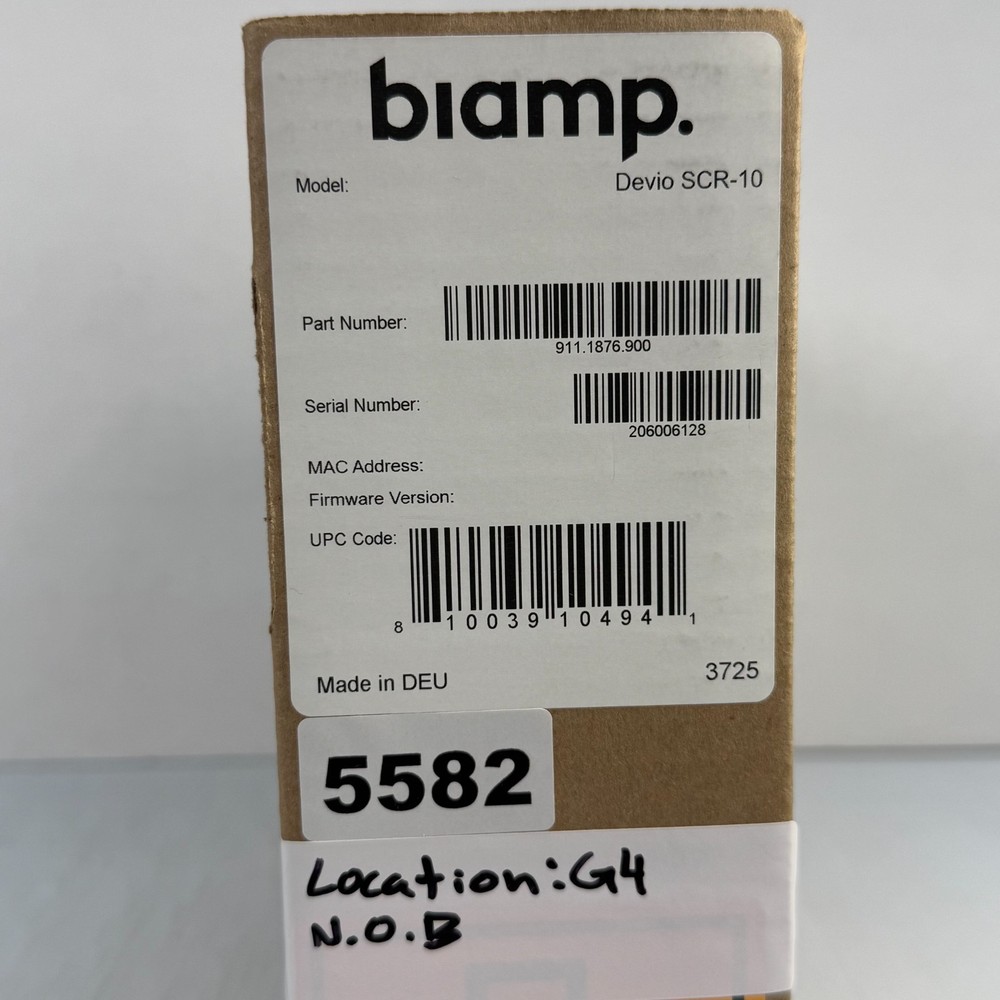 biamp.
Model: Devio SCR-10
Part Number:
911.1876.900
Serial Number:
206006128
MAC Address:
Firmware Version:
UPC Code:
8 10039 10494 1
Made in DEU 3725
5582
Location: G4
N.O.B